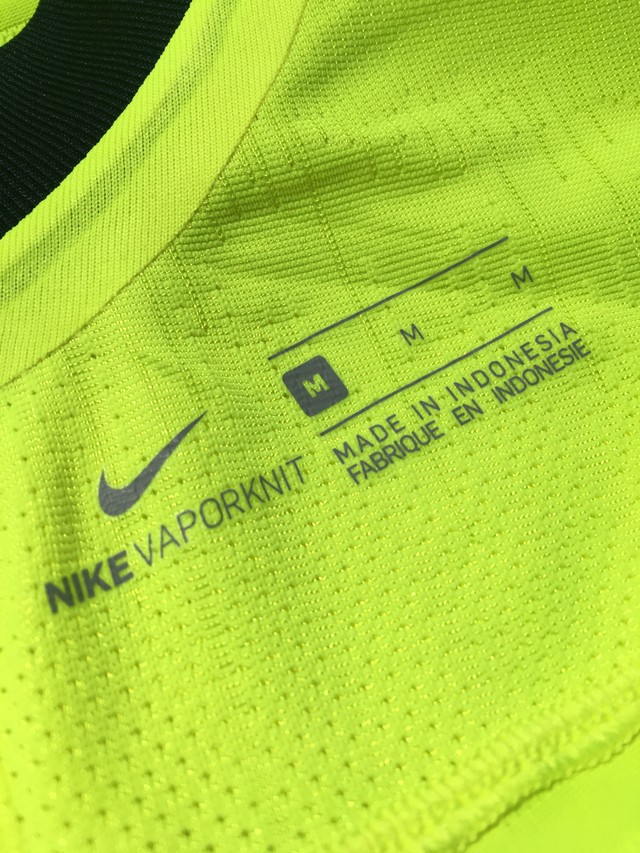 M M M
MADE IN INDONESIA
FABRIQUE EN INDONESIE
NIKE VAPORKNIT